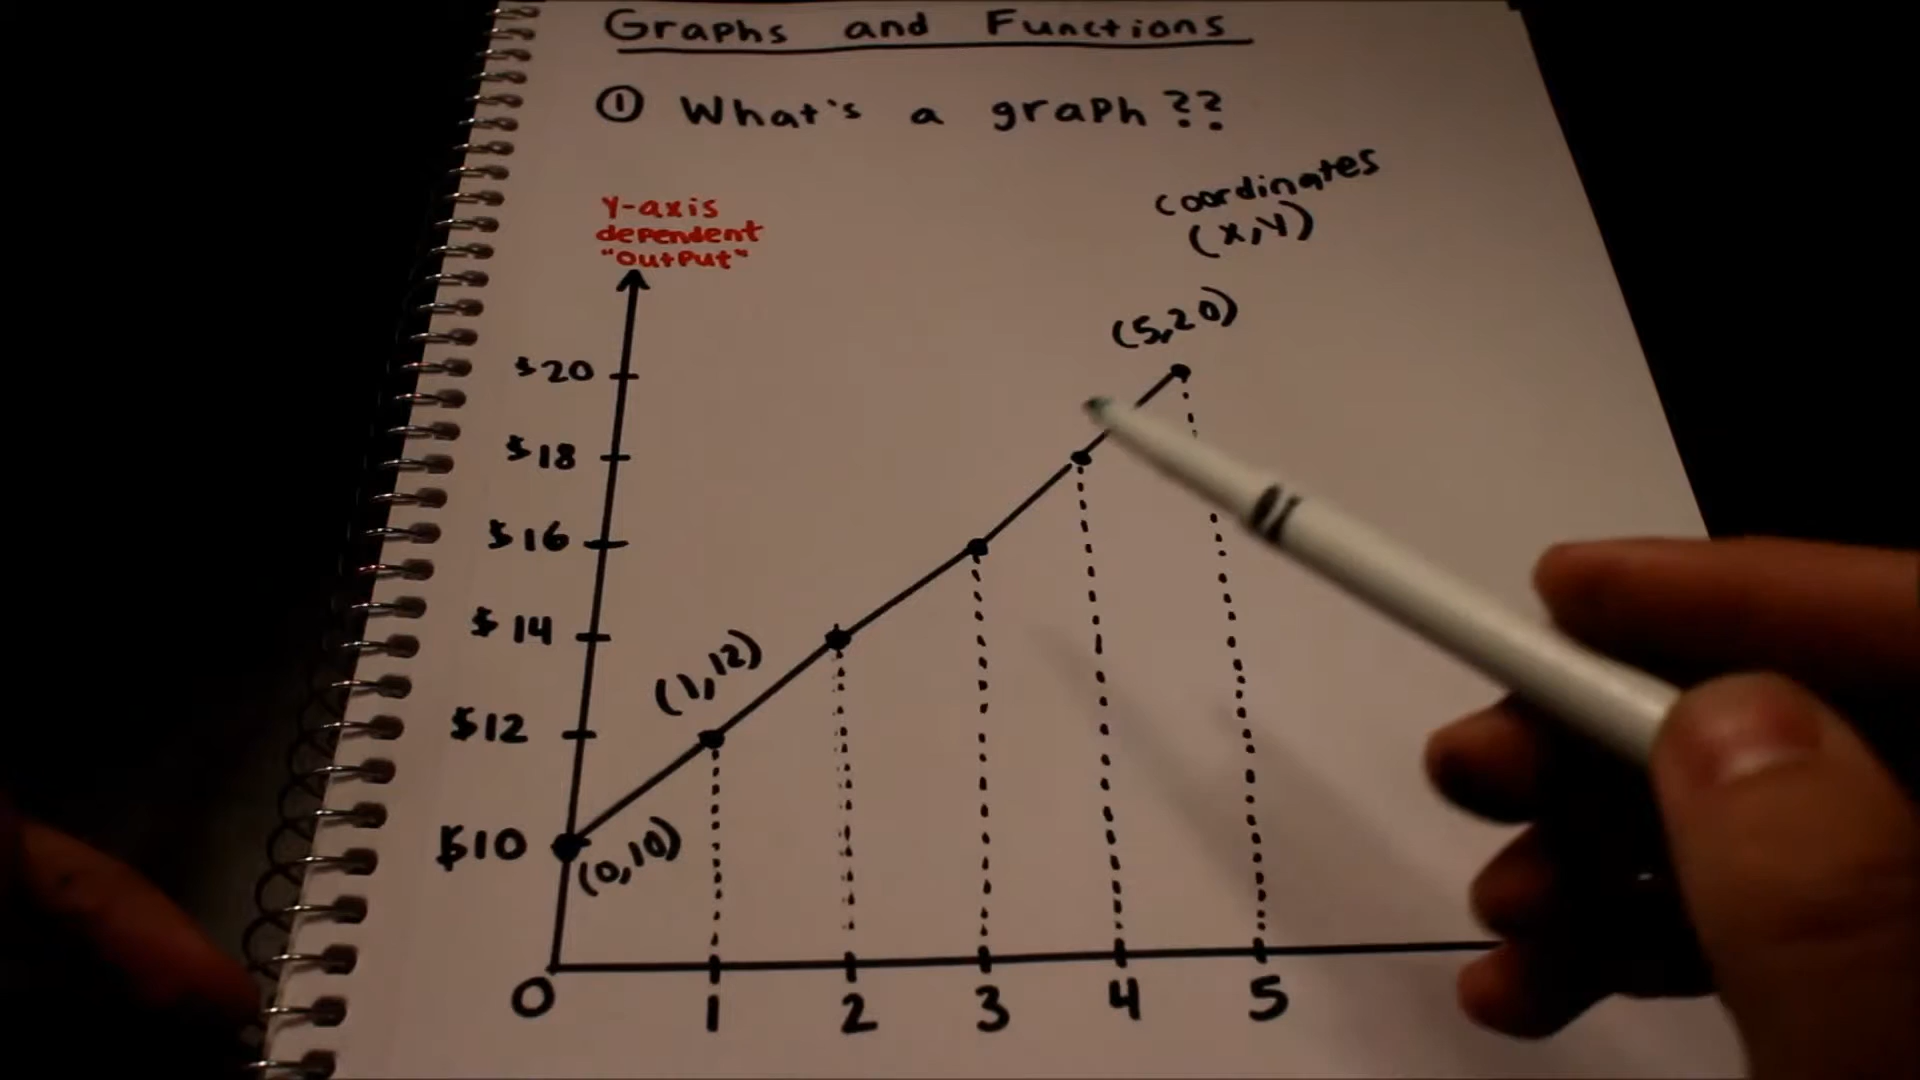 Graphs and Functions
① What's a graph??
coordinates
(x,y)
Y-axis
dependent
"output"
(5,20)
$20
$18
$16
$14
(1,12)
$12
$10
(0,10)
0 1 2 3 4 5